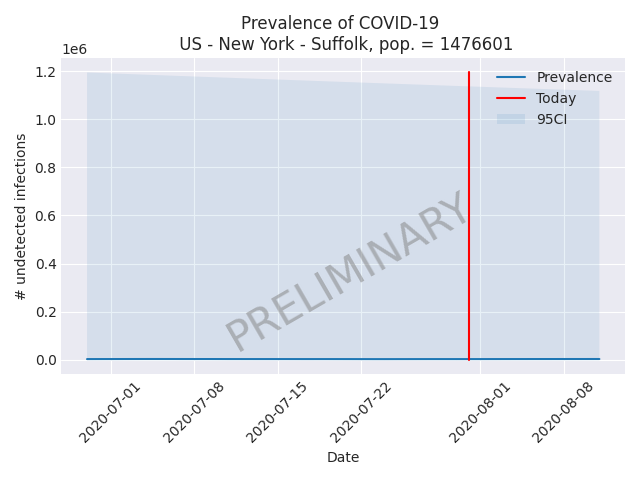 Prevalence of COVID-19
US - New York - Suffolk, pop. = 1476601
1e6
1.2
1.0
0.8
0.6
0.4
0.2
0.0
# undetected infections
Prevalence
Today
95CI
PRELIMINARY
2020-07-01
2020-07-08
2020-07-15
2020-07-22
2020-08-01
2020-08-08
Date